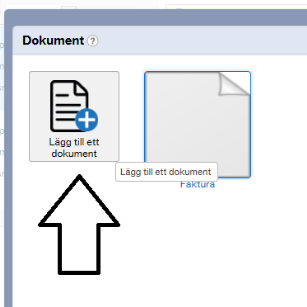 Dokument ?
Lägg till ett
dokument
Lägg till ett dokument
Faktura